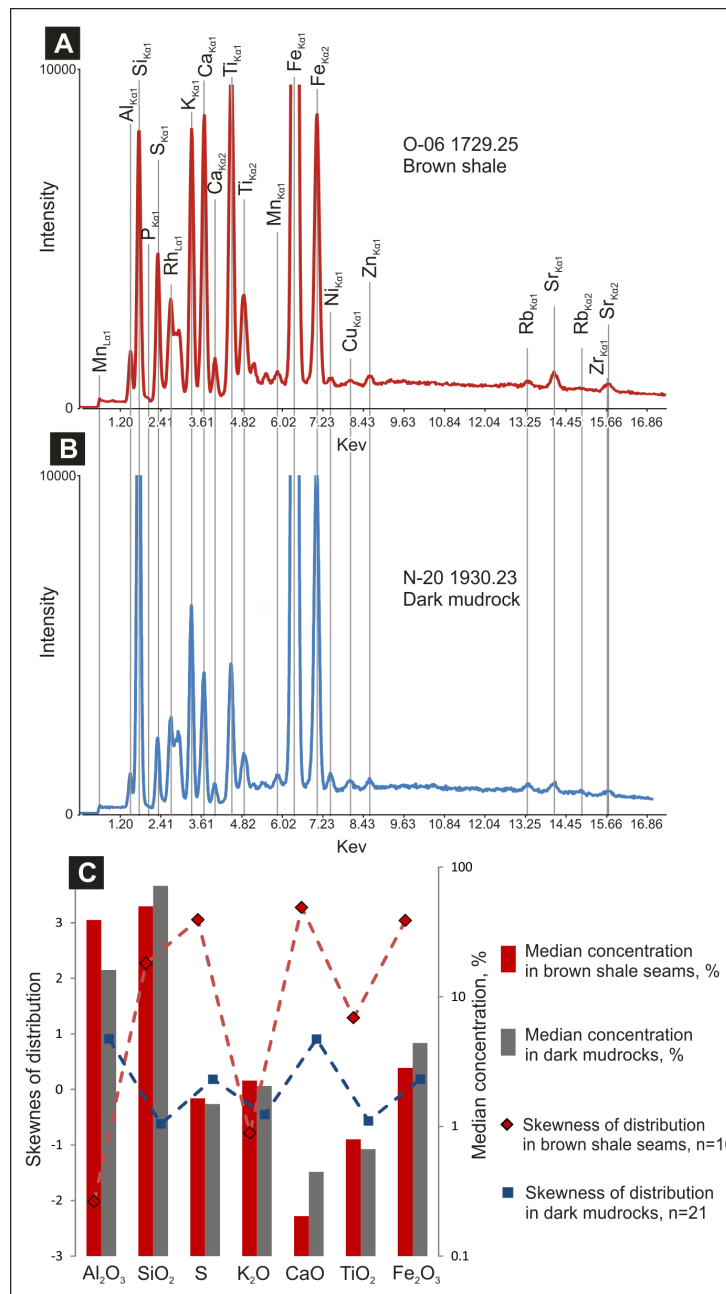 A
10000
Mn Lα1
Al Kα1
Si Kα1
P Kα1
S Kα1
Rh Lα1
K Kα1
Ca Kα1
Ca Kα2
Ti Kα1
Ti Kα2
Mn Kα1
Fe Kα1
Fe Kα2
Ni Kα1
Cu Kα1
Zn Kα1
Rb Kα1
Sr Kα1
Rb Kα2
Zr Kα1
Sr Kα2
O-06 1729.25
Brown shale
Intensity
0
1.20 2.41 3.61 4.82 6.02 7.23 8.43 9.63 10.84 12.04 13.25 14.45 15.66 16.86
Kev
B
10000
N-20 1930.23
Dark mudrock
Intensity
0
1.20 2.41 3.61 4.82 6.02 7.23 8.43 9.63 10.84 12.04 13.25 14.45 15.66 16.86
Kev
C
Skewnes of distribution
3
2
1
0
-1
-2
-3
100
10
1
0.1
Median concentration, %
Al₂O₃ SiO₂ S K₂O CaO TiO₂ Fe₂O₃
Median concentration
in brown shale seams, %
Median concentration
in dark mudrocks, %
Skewness of distribution
in brown shale seams,
Skewness of distribution
in dark mudrocks, n=21